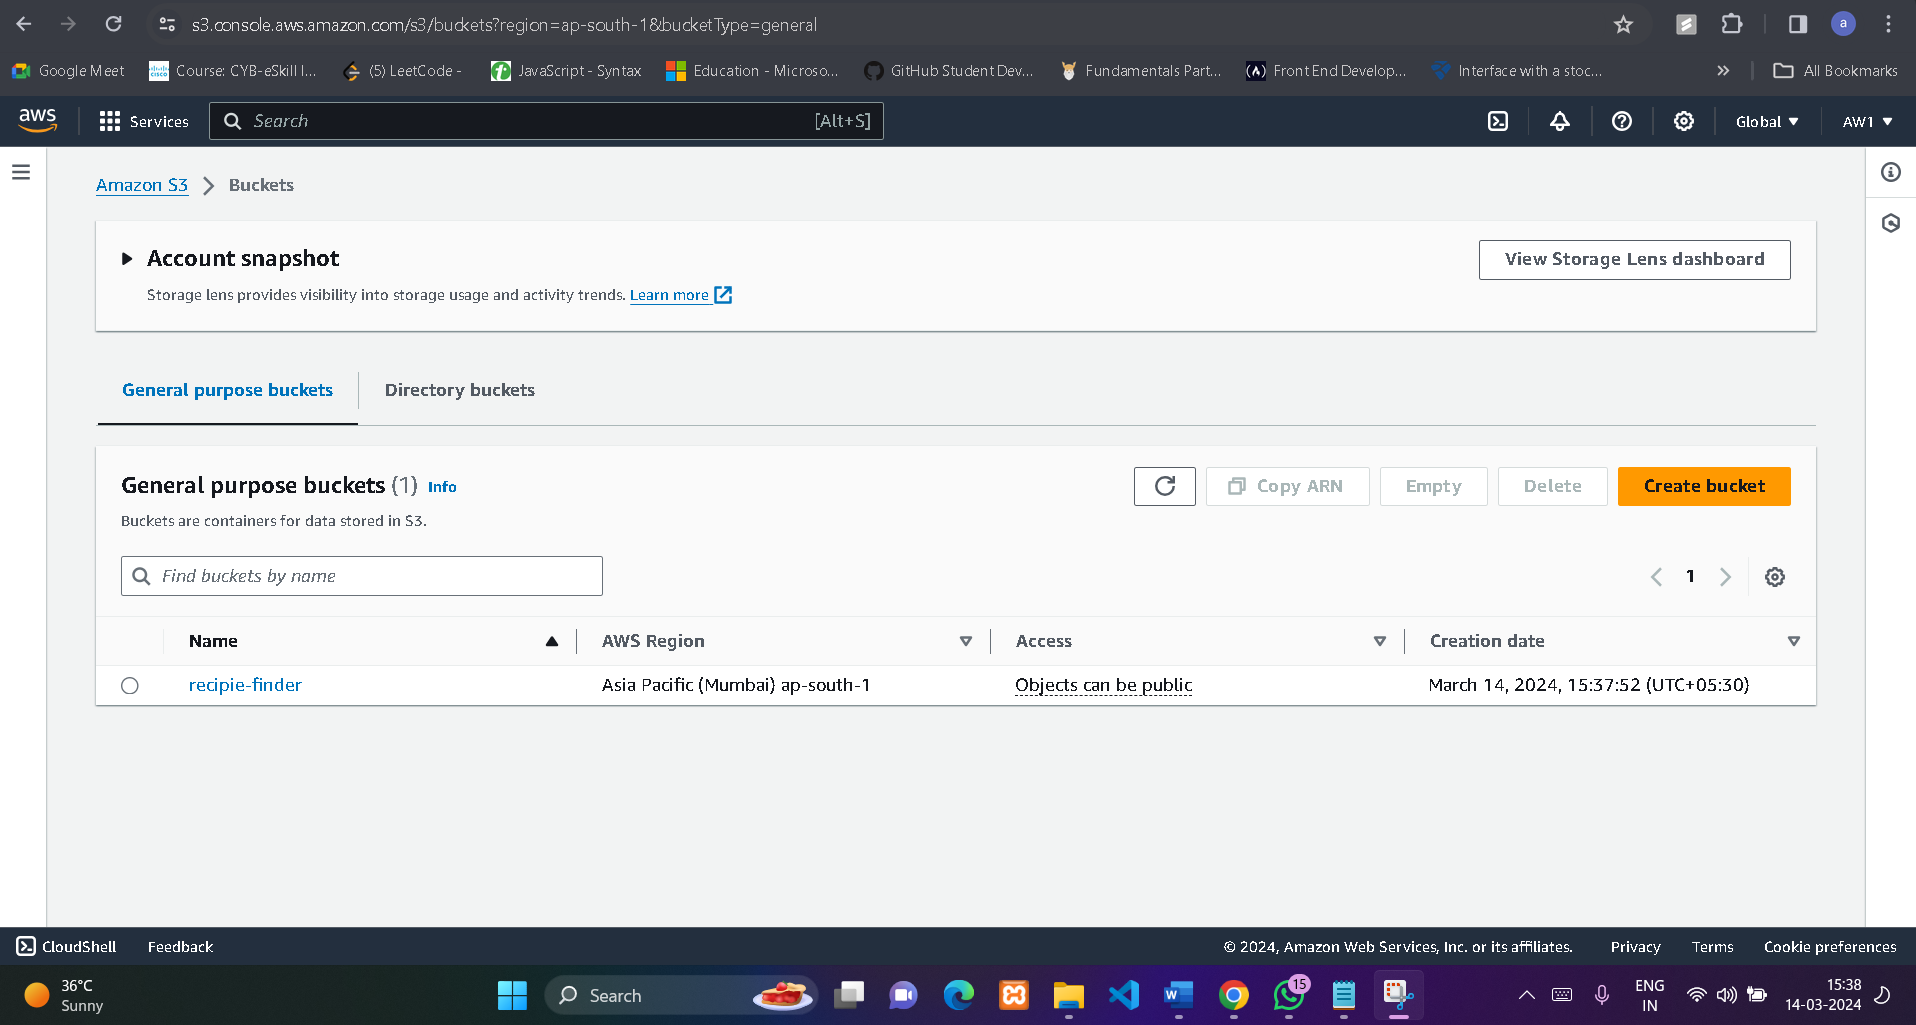 s3.console.aws.amazon.com/s3/buckets?region=ap-south-1&bucketType=general
a
Google Meet
Course: CYB-eSkill I...
(5) LeetCode -
JavaScript - Syntax
Education - Microso...
GitHub Student Dev...
Fundamentals Part...
Front End Develop...
Interface with a stoc...
»
All Bookmarks
aws
Services
Search
[Alt+S]
Global
AW1
Amazon S3
Buckets
Account snapshot
View Storage Lens dashboard
Storage lens provides visibility into storage usage and activity trends. Learn more
General purpose buckets
Directory buckets
General purpose buckets (1) Info
Copy ARN
Empty
Delete
Create bucket
Buckets are containers for data stored in S3.
Find buckets by name
1
Name
AWS Region
Access
Creation date
recipie-finder
Asia Pacific (Mumbai) ap-south-1
Objects can be public
March 14, 2024, 15:37:52 (UTC+05:30)
CloudShell
Feedback
© 2024, Amazon Web Services, Inc. or its affiliates.
Privacy
Terms
Cookie preferences
36°C
Sunny
Search
15
ENG
IN
15:38
14-03-2024